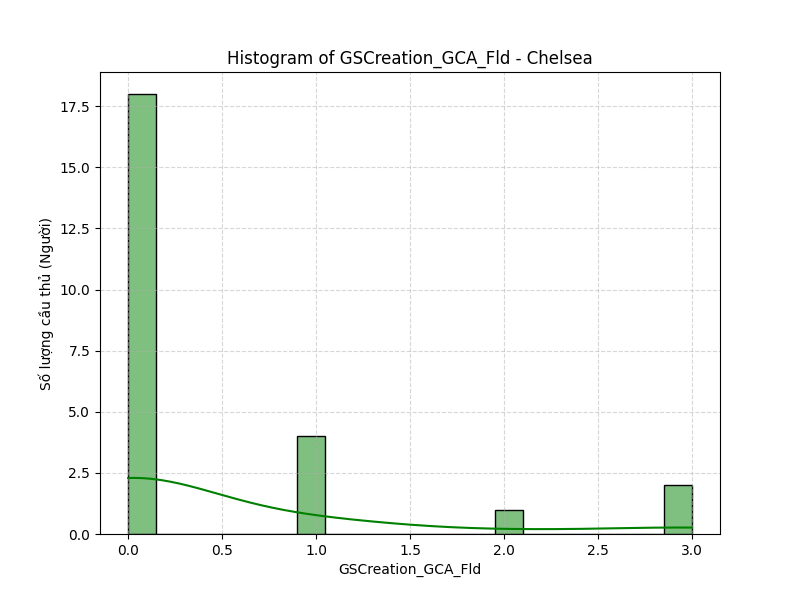 Histogram of GSCreation_GCA_Fld - Chelsea
Số lượng cầu thủ (Người)
17.5
15.0
12.5
10.0
7.5
5.0
2.5
0.0
0.0 0.5 1.0 1.5 2.0 2.5 3.0
GSCreation_GCA_Fld